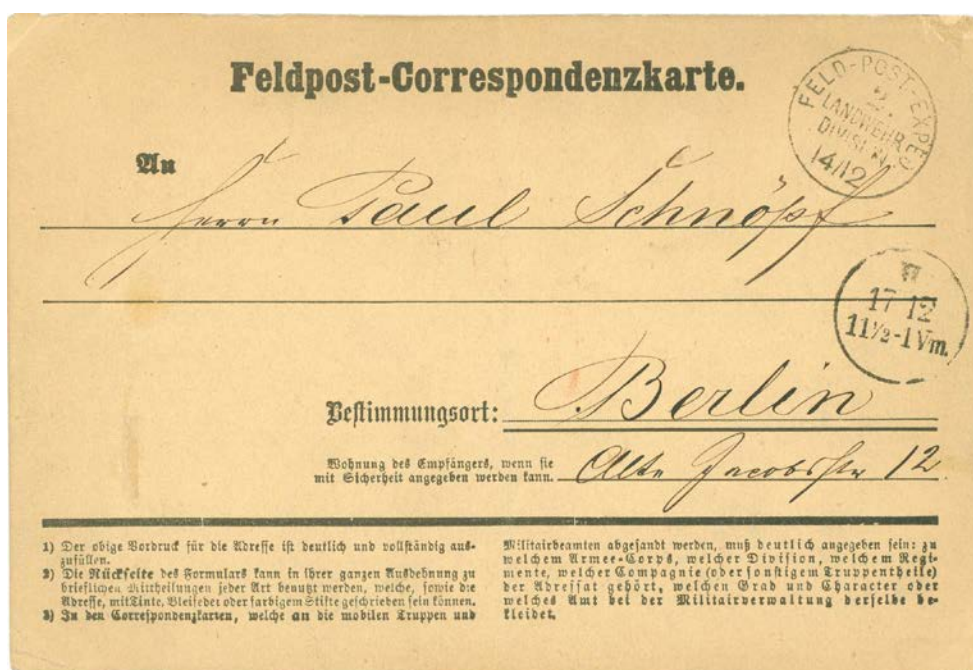 Feldpost-Correspondenzkarte.
FELD-POST-EXPED
2.
LANDWEHR
DIVISION
14/12
An
Herrn Paul Schnöpf
17 12
11½-1 Vm.
Bestimmungsort: Berlin
Wohnung des Empfängers, wenn sie
mit Sicherheit angegeben werden kann. Alte Jacobsstr 12
1) Der obige Vordruck für die Adresse ist deutlich und vollständig aus-
zufüllen.
2) Die Rückseite des Formulars kann in ihrer ganzen Ausdehnung zu
brieflichen Mittheilungen jeder Art benutzt werden, welche, sowie die
Adresse, mit Tinte, Bleifeder oder farbigem Stifte geschrieben sein können.
3) In den Correspondenzkarten, welche an die mobilen Truppen und
Militairbeamten abgesandt werden, muß deutlich angegeben sein: zu
welchem Armee-Corps, welcher Division, welchem Regi-
mente, welcher Compagnie (oder sonstigem Truppentheile)
der Adressat gehört, welchen Grad und Character oder
welches Amt bei der Militairverwaltung derselbe be-
kleidet.